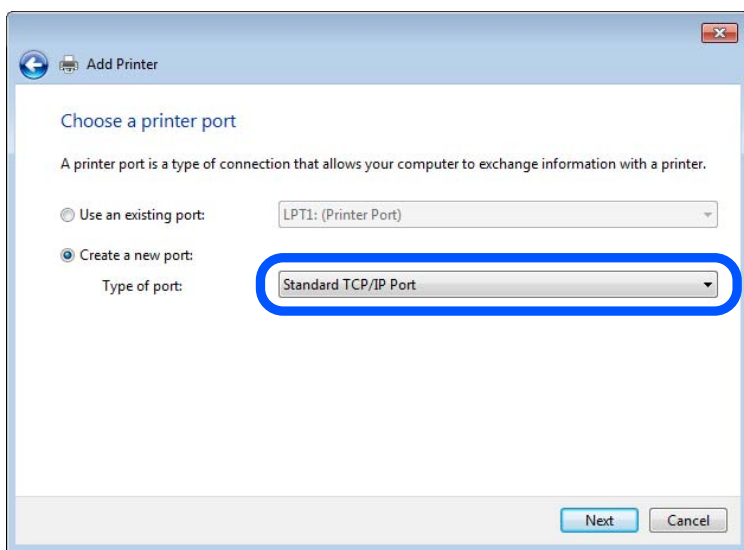 Add Printer
Choose a printer port
A printer port is a type of connection that allows your computer to exchange information with a printer.
Use an existing port: LPT1: (Printer Port)
Create a new port:
Type of port: Standard TCP/IP Port
Next Cancel